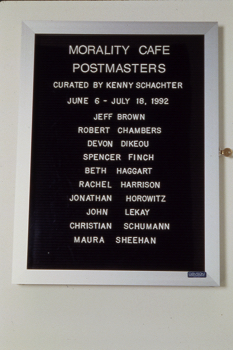 MORALITY CAFE
POSTMASTERS
CURATED BY KENNY SCHACHTER
JUNE 6 - JULY 18, 1992
JEFF BROWN
ROBERT CHAMBERS
DEVON DIKEOU
SPENCER FINCH
BETH HAGGART
RACHEL HARRISON
JONATHAN HOROWITZ
JOHN LEKAY
CHRISTIAN SCHUMANN
MAURA SHEEHAN